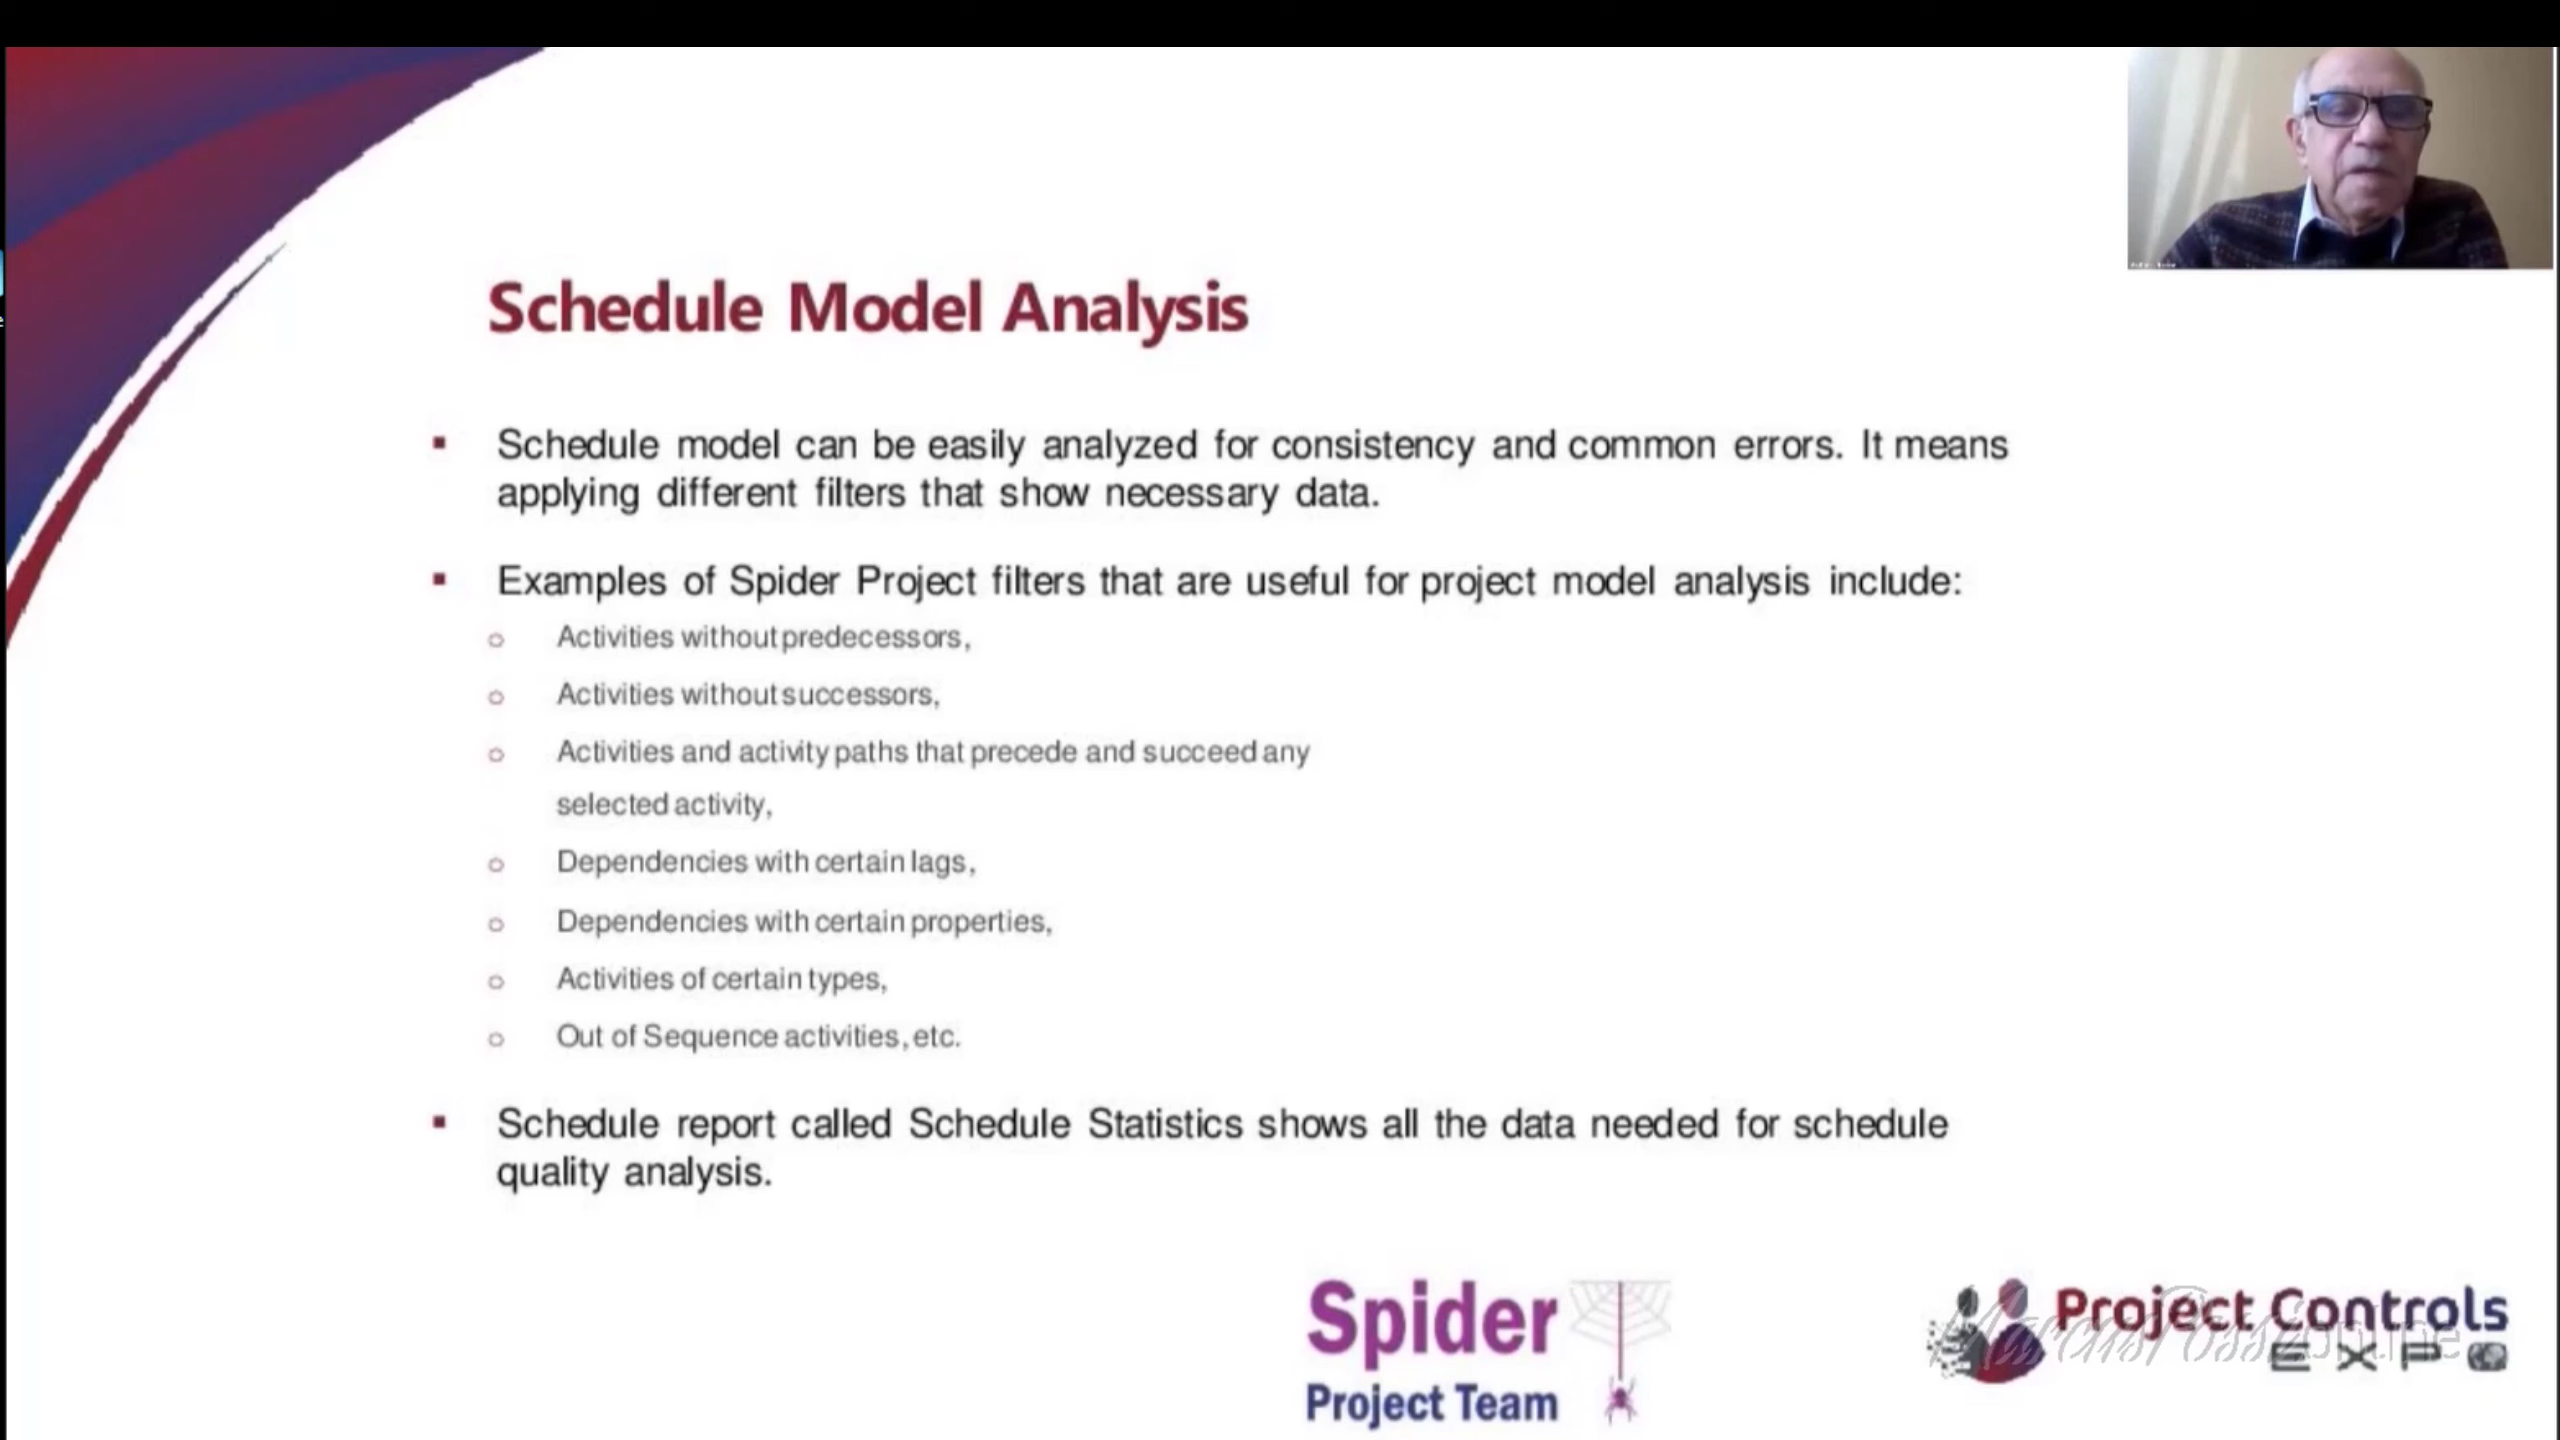 Schedule Model Analysis
▪ Schedule model can be easily analyzed for consistency and common errors. It means
applying different filters that show necessary data.
▪ Examples of Spider Project filters that are useful for project model analysis include:
o Activities without predecessors,
o Activities without successors,
o Activities and activity paths that precede and succeed any
selected activity,
o Dependencies with certain lags,
o Dependencies with certain properties,
o Activities of certain types,
o Out of Sequence activities, etc.
▪ Schedule report called Schedule Statistics shows all the data needed for schedule
quality analysis.
Spider
Project Team
Project Controls
EXPO